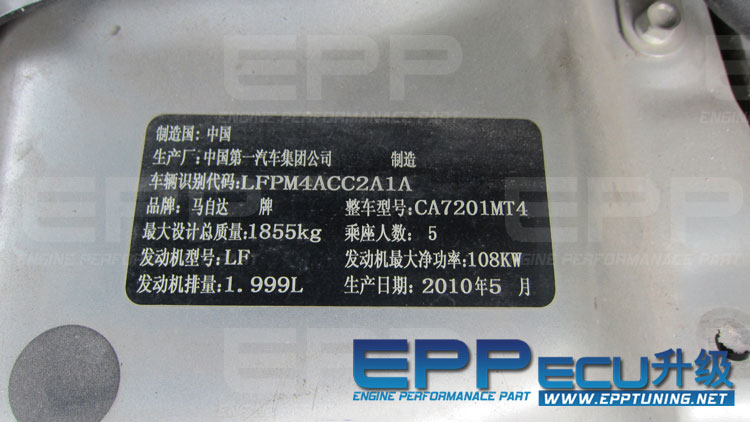 EPP
ENGINE PERFORMANACE PART
制造国:中国
生产厂:中国第一汽车集团公司 制造
车辆识别代码:LFPM4ACC2A1A
品牌:马自达 牌 整车型号:CA7201MT4
最大设计总质量:1855kg 乘座人数:5
发动机型号:LF 发动机最大净功率:108KW
发动机排量:1.999L 生产日期:2010年5 月
EPP ECU升级
ENGINE PERFORMANACE PART WWW.EPPTUNING.NET